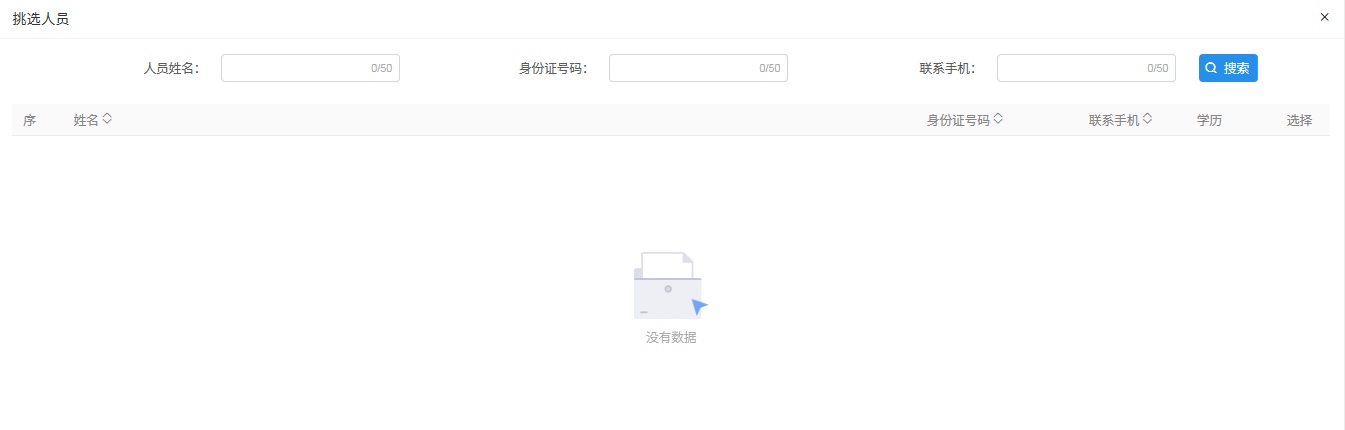 挑选人员 ×
人员姓名： 0/50 身份证号码： 0/50 联系手机： 0/50 搜索
序 姓名 身份证号码 联系手机 学历 选择
没有数据